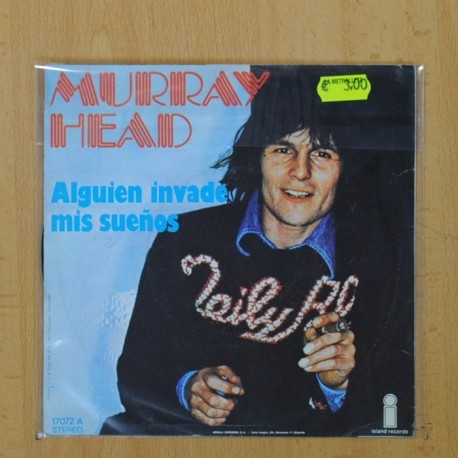 MURRAY
HEAD
€ 3,00
Alguien invade
mis sueños
17072 A
STEREO
island records